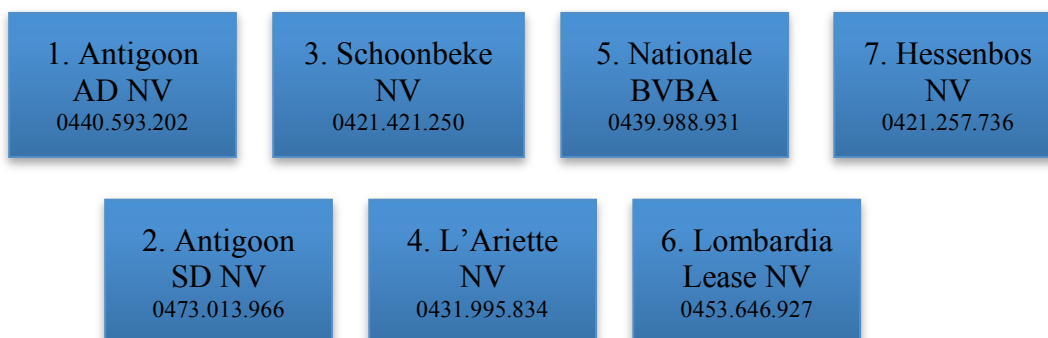 1. Antigoon
AD NV
0440.593.202
3. Schoonbeke
NV
0421.421.250
5. Nationale
BVBA
0439.988.931
7. Hessenbos
NV
0421.257.736
2. Antigoon
SD NV
0473.013.966
4. L’Ariette
NV
0431.995.834
6. Lombardia
Lease NV
0453.646.927